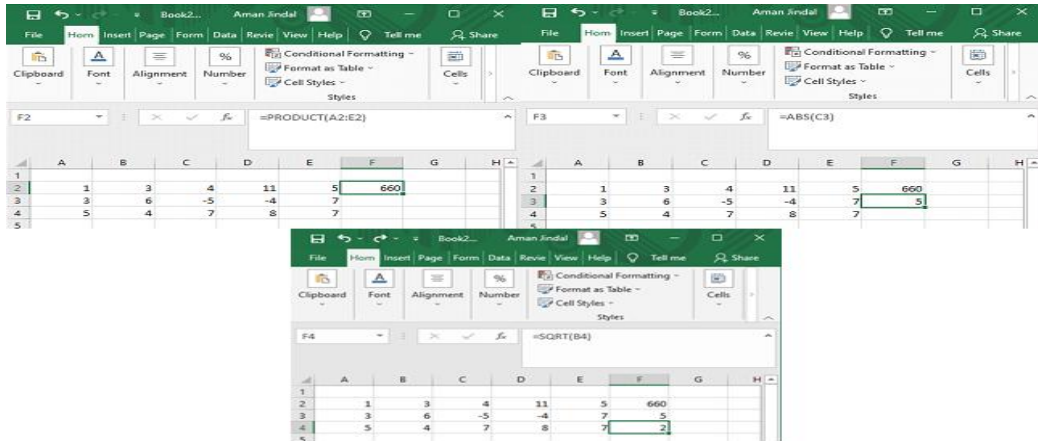 Book2... Aman Jindal
File Hom Insert Page Form Data Revie View Help Tell me Share
Clipboard Font Alignment Number Conditional Formatting Format as Table Cell Styles Styles Cells
F2 fx =PRODUCT(A2:E2)
A B C D E F G H
1
2 1 3 4 11 5 660
3 3 6 -5 -4 7
4 5 4 7 8 7
5
Book2... Aman Jindal
File Hom Insert Page Form Data Revie View Help Tell me Share
Clipboard Font Alignment Number Conditional Formatting Format as Table Cell Styles Styles Cells
F3 fx =ABS(C3)
A B C D E F G H
1
2 1 3 4 11 5 660
3 3 6 -5 -4 7 5
4 5 4 7 8 7
5
Book2... Aman Jindal
File Hom Insert Page Form Data Revie View Help Tell me Share
Clipboard Font Alignment Number Conditional Formatting Format as Table Cell Styles Styles Cells
F4 fx =SQRT(B4)
A B C D E F G H
1
2 1 3 4 11 5 660
3 3 6 -5 -4 7 5
4 5 4 7 8 7 2
5